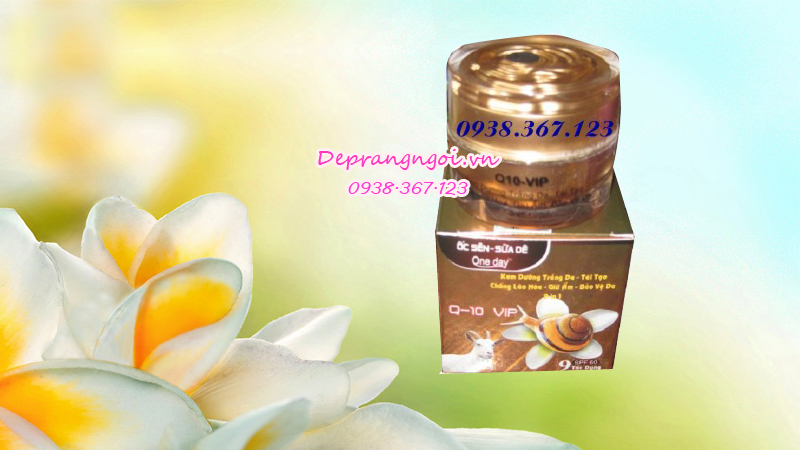 0938.367.123
Deprangngoi.vn
0938.367.123
Q10-VIP
ỐC SÊN - SỮA DÊ
One day
Kem Dưỡng Trắng Da - Tái Tạo
Chống Lão Hóa - Giữ Ẩm - Bảo Vệ Da
Q-10 VIP
SPF 60
9 Tác Dụng